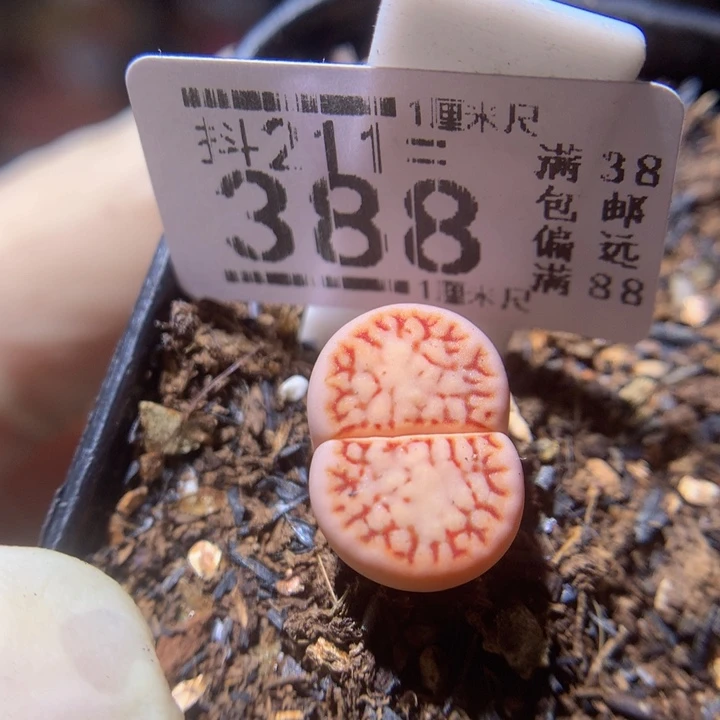 1厘米尺
抖211=
388
1厘米尺
满 38
包 邮
偏 远
满 88